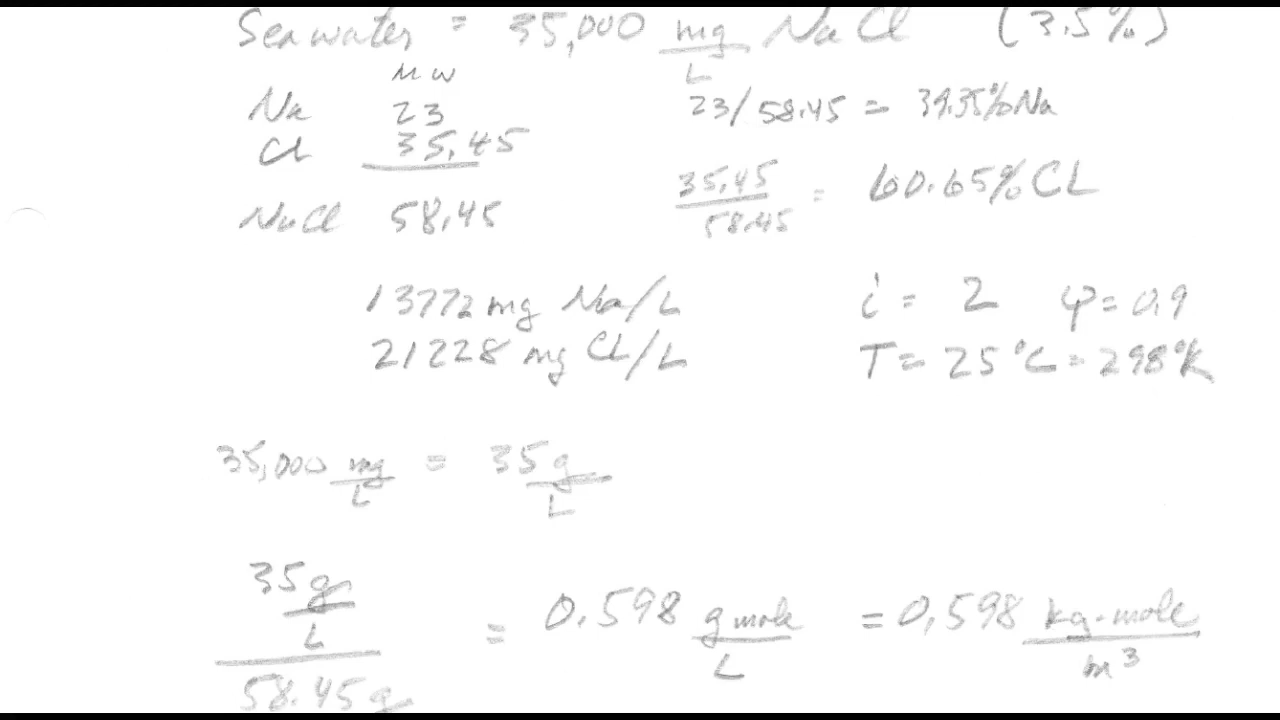 Seawater = 35,000 mg/L NaCl (3.5%)
MW
Na 23 23/58.45 = 39.35% Na
Cl 35.45 35.45/58.45 = 60.65% CL
NaCl 58.45
13772 mg Na/L i = 2 φ = 0.9
21228 mg CL/L T = 25°C = 298°K
35,000 mg/L = 35 g/L
35 g/L / 58.45 g = 0.598 g mole/L = 0.598 kg-mole/m³